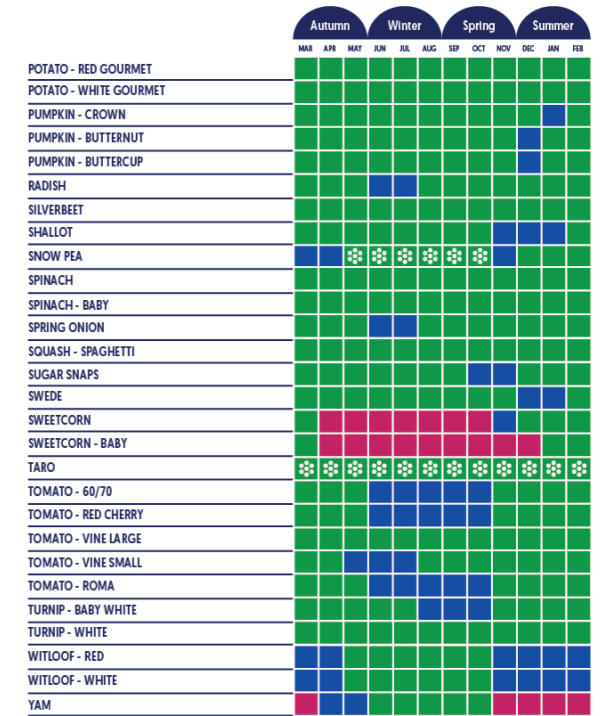 Autumn Winter Spring Summer
MAR APR MAY JUN JUL AUG SEP OCT NOV DEC JAN FEB
POTATO - RED GOURMET
POTATO - WHITE GOURMET
PUMPKIN - CROWN
PUMPKIN - BUTTERNUT
PUMPKIN - BUTTERCUP
RADISH
SILVERBEET
SHALLOT
SNOW PEA
SPINACH
SPINACH - BABY
SPRING ONION
SQUASH - SPAGHETTI
SUGAR SNAPS
SWEDE
SWEETCORN
SWEETCORN - BABY
TARO
TOMATO - 60/70
TOMATO - RED CHERRY
TOMATO - VINE LARGE
TOMATO - VINE SMALL
TOMATO - ROMA
TURNIP - BABY WHITE
TURNIP - WHITE
WITLOOF - RED
WITLOOF - WHITE
YAM